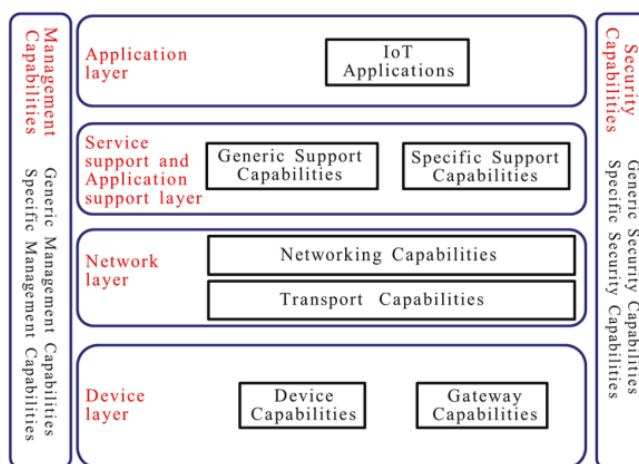 Management
Capabilities
Generic Management Capabilities
Specific Management Capabilities
Application
layer
IoT
Applications
Service
support and
Application
support layer
Generic Support
Capabilities
Specific Support
Capabilities
Network
layer
Networking Capabilities
Transport Capabilities
Device
layer
Device
Capabilities
Gateway
Capabilities
Security
Capabilities
Generic Security Capabilities
Specific Security Capabilities